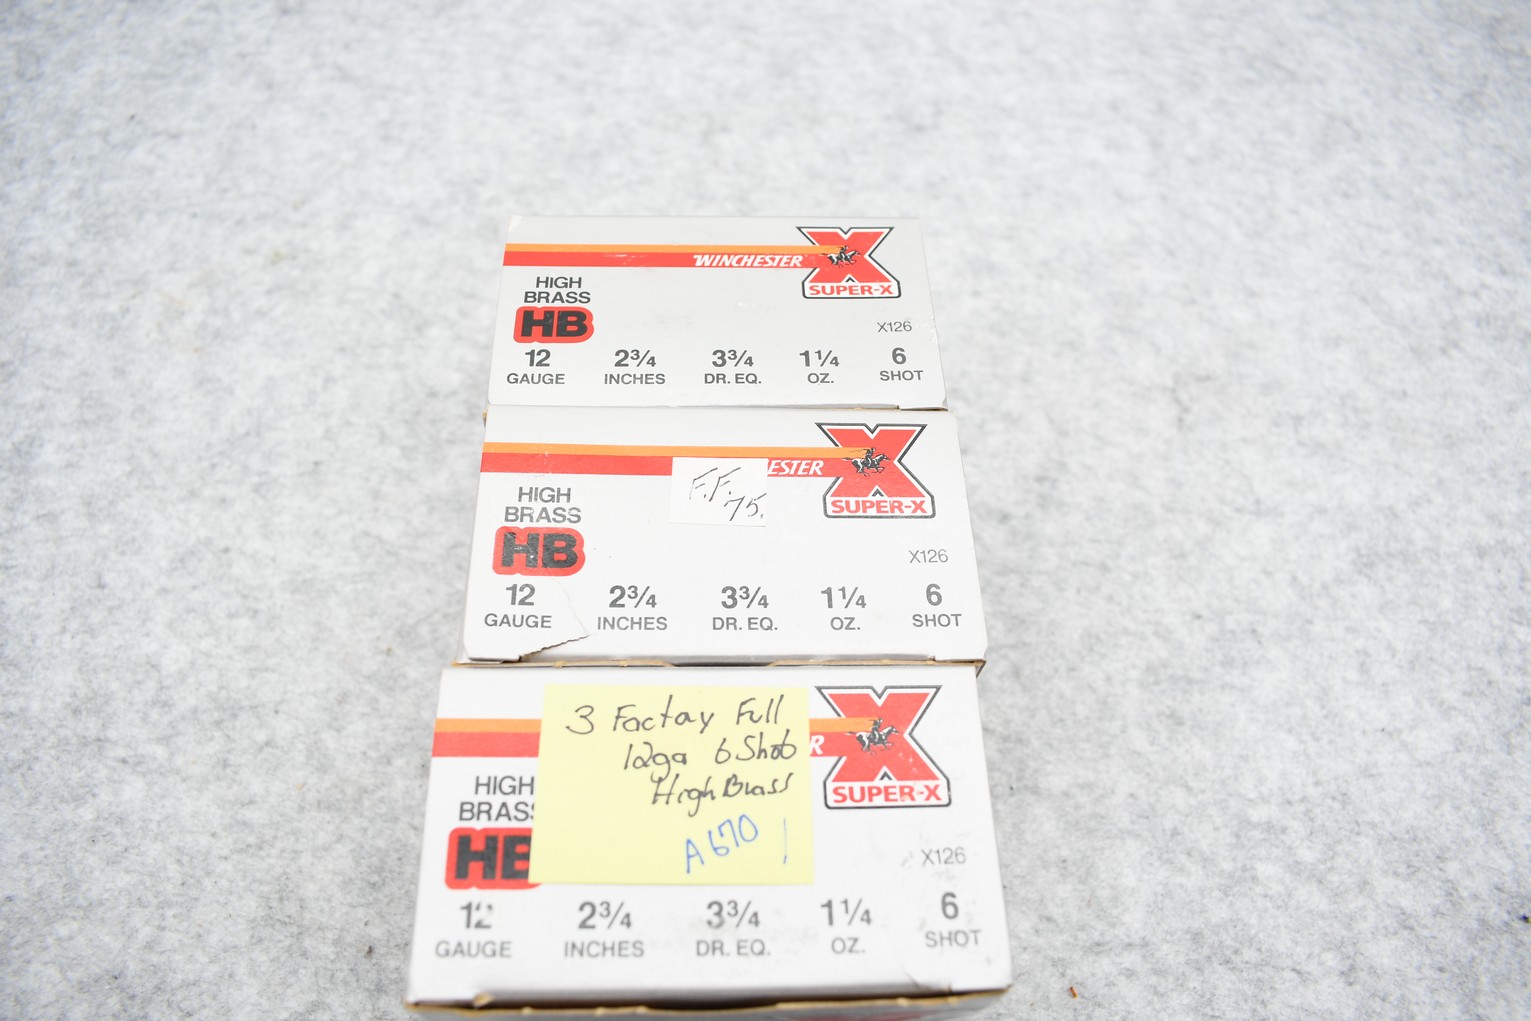 WINCHESTER
X
SUPER-X
HIGH
BRASS
HB
X126
12 2¾ 3¾ 1¼ 6
GAUGE INCHES DR. EQ. OZ. SHOT
ESTER
X
SUPER-X
F.F.
75.
HIGH
BRASS
HB
X126
12 2¾ 3¾ 1¼ 6
GAUGE INCHES DR. EQ. OZ. SHOT
3 Factory Full
12ga 6 Shot
High Brass
A670
R
X
SUPER-X
HIGH
BRASS
HB
X126
12 2¾ 3¾ 1¼ 6
GAUGE INCHES DR. EQ. OZ. SHOT